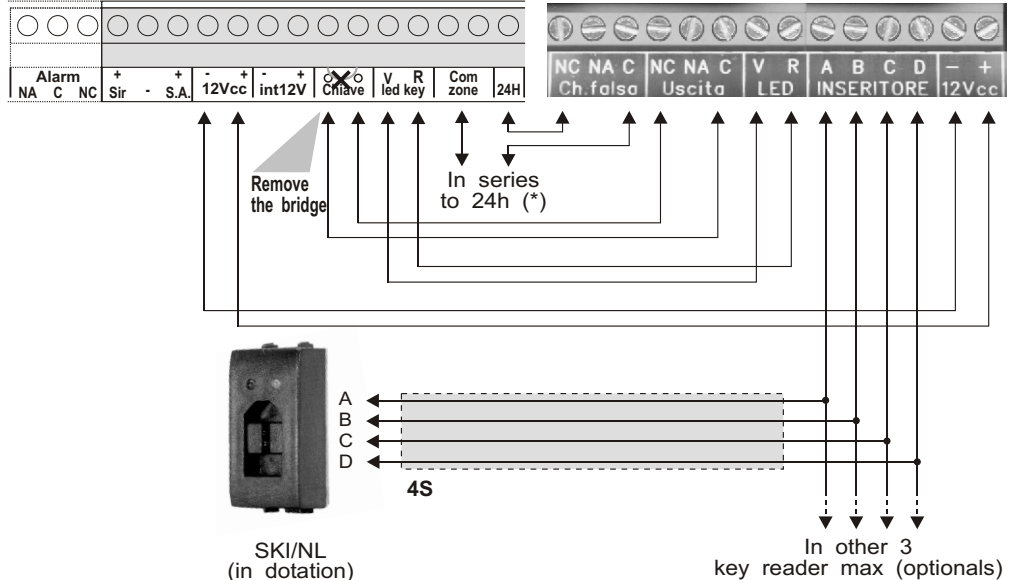 Alarm
NA C NC
+ +
Sir - S.A.
- +
12Vcc
- +
int12V
Chiave
V R
led key
Com
zone
24H
NC NA C NC NA C V R A B C D - +
Ch.falsa Uscita LED INSERITORE 12Vcc
Remove
the bridge
In series
to 24h (*)
A
B
C
D
4S
SKI/NL
(in dotation)
In other 3
key reader max (optionals)